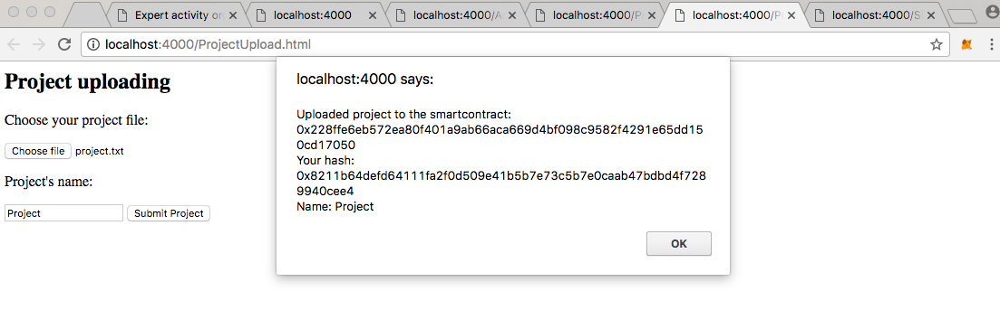 Expert activity or
localhost:4000
localhost:4000/A
localhost:4000/P
localhost:4000/P
localhost:4000/S
localhost:4000/ProjectUpload.html
Project uploading
Choose your project file:
Choose file project.txt
Project's name:
Project Submit Project
localhost:4000 says:
Uploaded project to the smartcontract:
0x228ffe6eb572ea80f401a9ab66aca669d4bf098c9582f4291e65dd15
0cd17050
Your hash:
0x8211b64defd64111fa2f0d509e41b5b7e73c5b7e0caab47bdbd4f728
9940cee4
Name: Project
OK